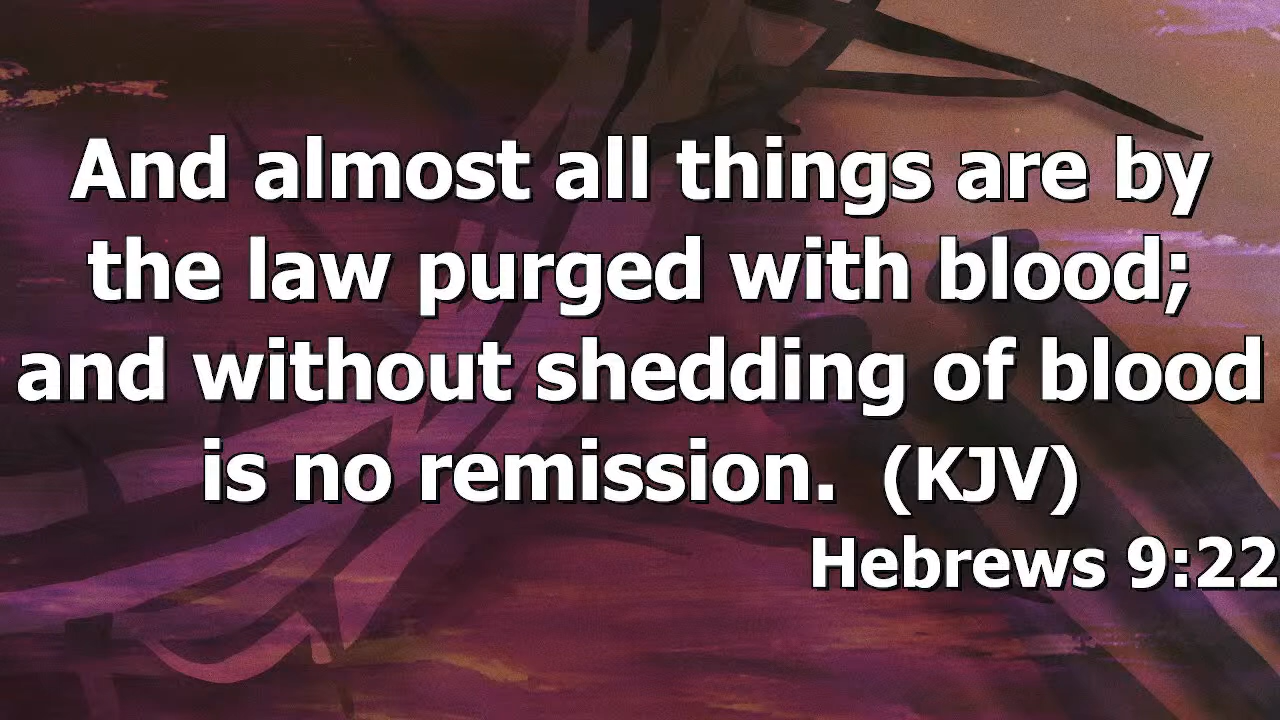 And almost all things are by
the law purged with blood;
and without shedding of blood
is no remission. (KJV)
Hebrews 9:22